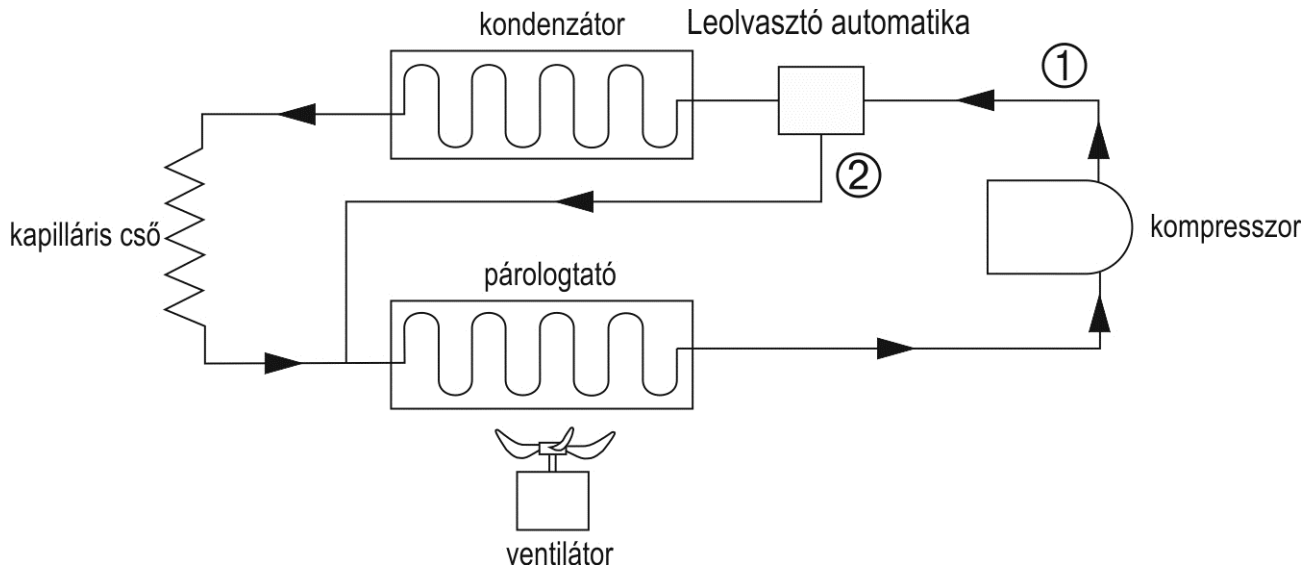 kondenzátor
Leolvasztó automatika
①
②
kapilláris cső
kompresszor
párologtató
ventilátor